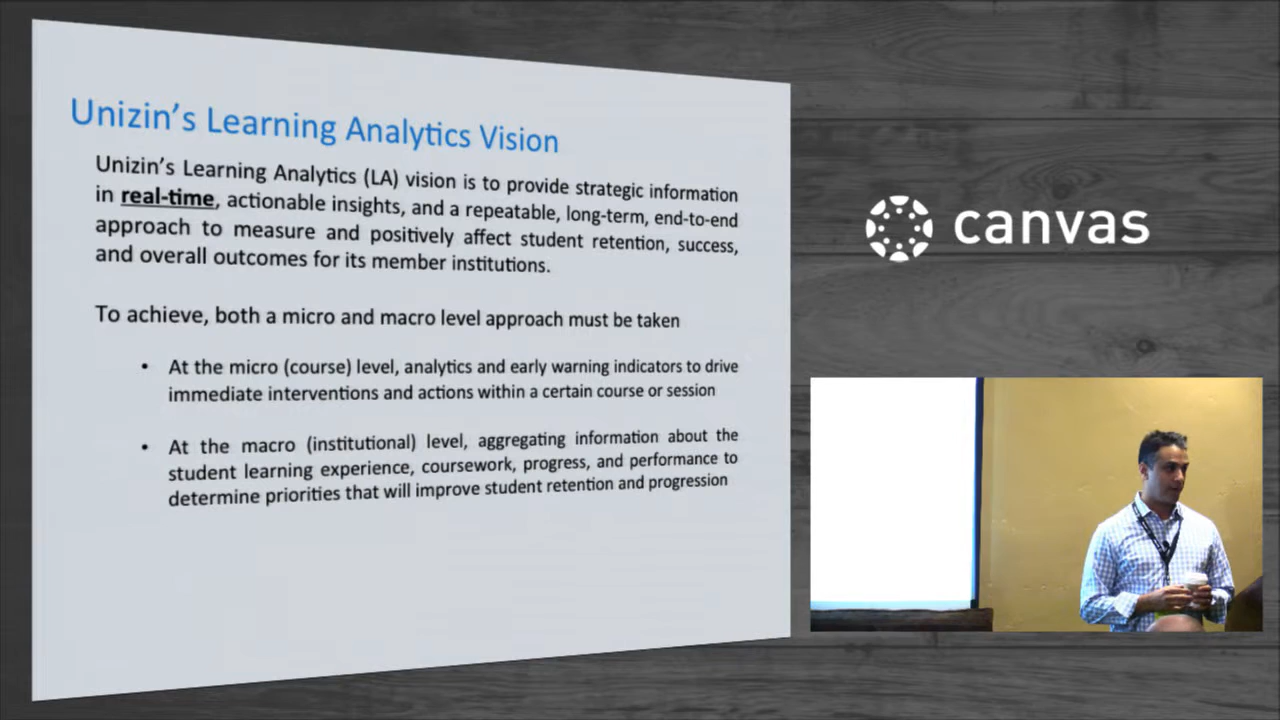 Unizin's Learning Analytics Vision
Unizin's Learning Analytics (LA) vision is to provide strategic information
in real-time, actionable insights, and a repeatable, long-term, end-to-end
approach to measure and positively affect student retention, success,
and overall outcomes for its member institutions.
To achieve, both a micro and macro level approach must be taken
• At the micro (course) level, analytics and early warning indicators to drive
immediate interventions and actions within a certain course or session
• At the macro (institutional) level, aggregating information about the
student learning experience, coursework, progress, and performance to
determine priorities that will improve student retention and progression
canvas